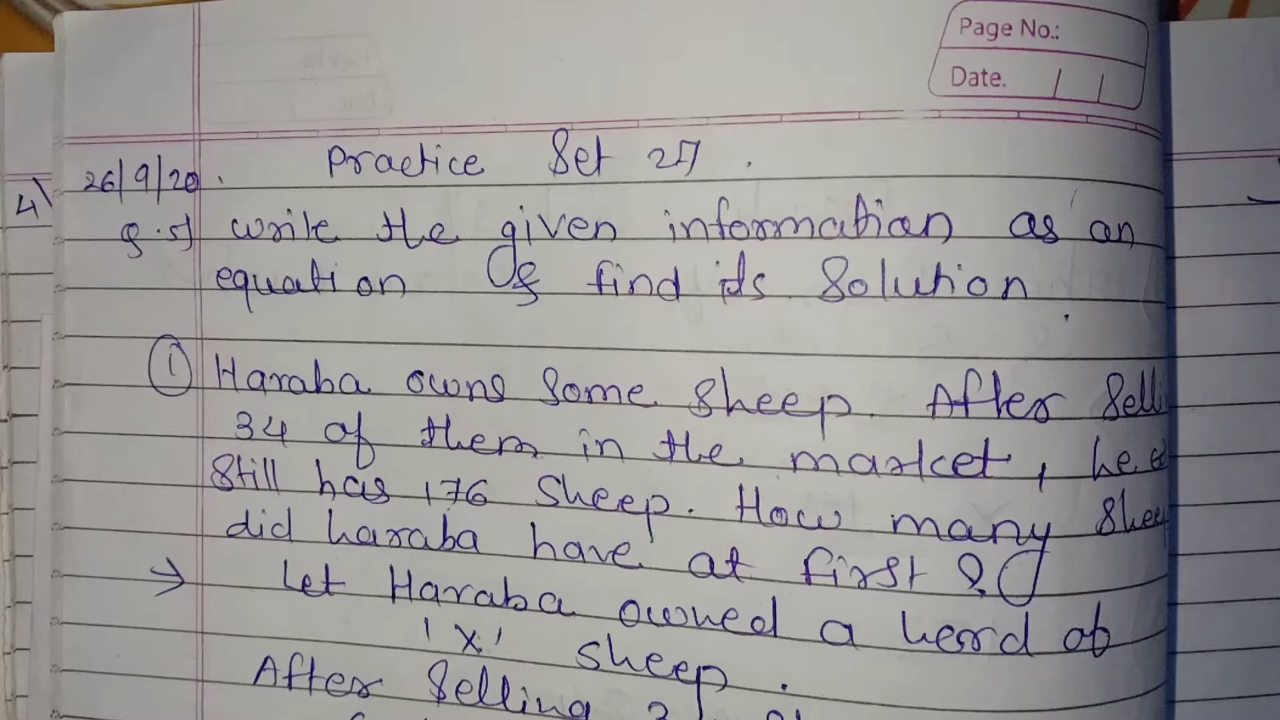 Page No.:
Date. / /
Practice Set 27.
26/9/20.
4)
Q.5) write the given information as an
equation & find its Solution
① Haraba owns Some Sheep. After Selli
34 of them in the market, he
Still has 176 Sheep. How many Shee
did haraba have at first ?
→ Let Haraba owned a herd of
'x' sheep.
After Selling